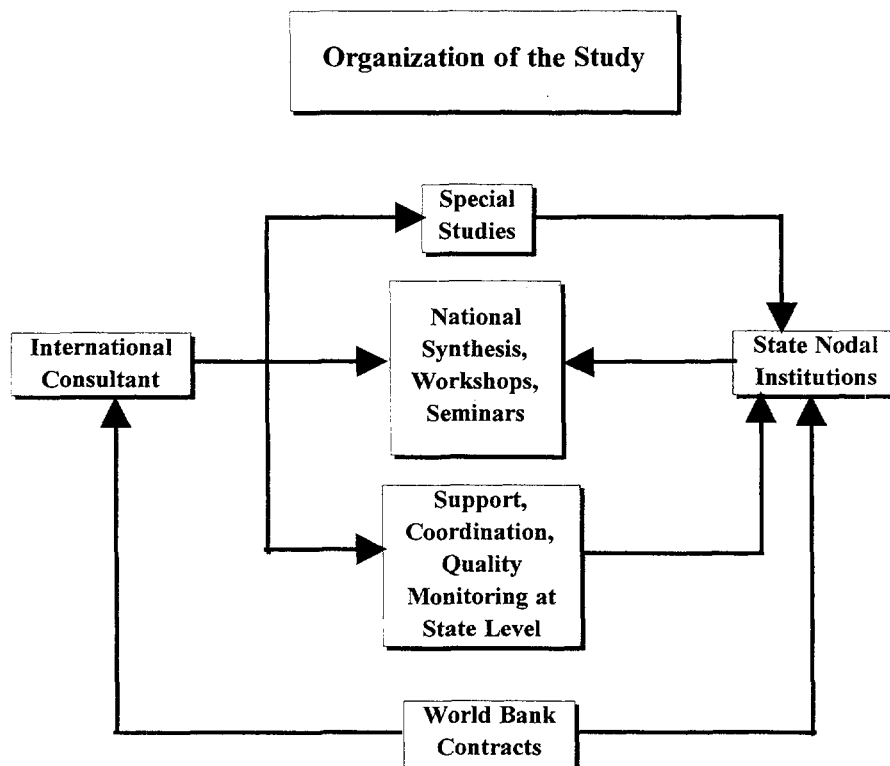 Organization of the Study
Special
Studies
National
Synthesis,
Workshops,
Seminars
International
Consultant
State Nodal
Institutions
Support,
Coordination,
Quality
Monitoring at
State Level
World Bank
Contracts